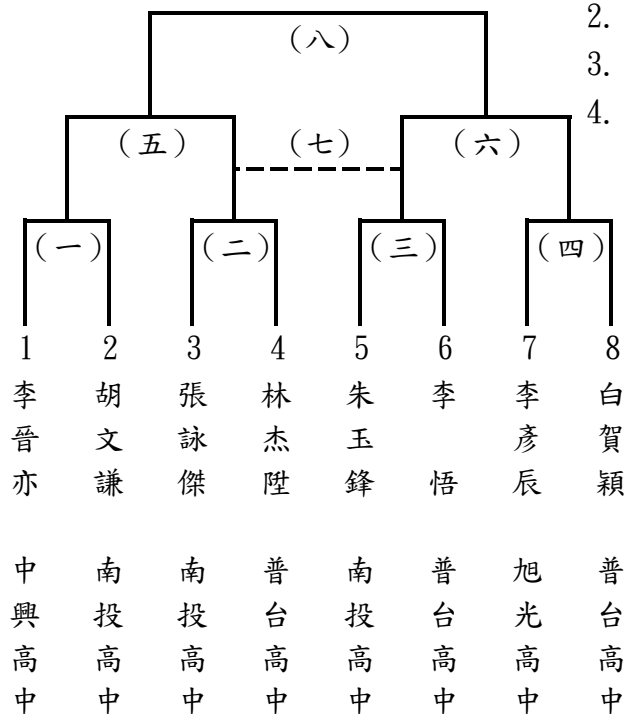 2.
(八)
3.
4.
(五) (七) (六)
(一) (二) (三) (四)
1 2 3 4 5 6 7 8
李晉亦 胡文謙 張詠傑 林杰陞 朱玉鋒 李悟 李彥辰 白賀穎
中興高中 南投高中 南投高中 普台高中 南投高中 普台高中 旭光高中 普台高中